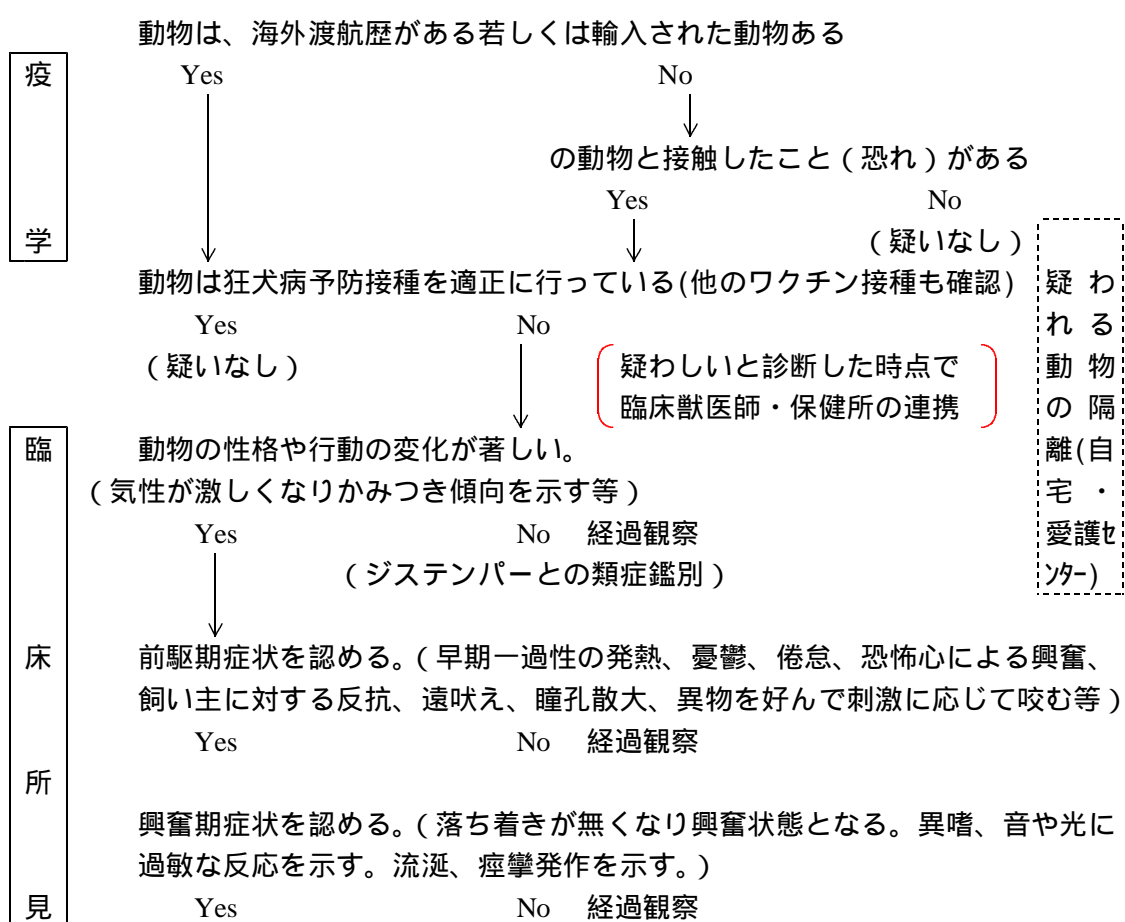 動物は、海外渡航歴がある若しくは輸入された動物ある
疫
Yes No
の動物と接触したこと（恐れ）がある
Yes No
学
（疑いなし）
動物は狂犬病予防接種を適正に行っている(他のワクチン接種も確認)
Yes No
（疑いなし）
疑わしいと診断した時点で
臨床獣医師・保健所の連携
疑わ
れる
動物
の隔
離(自
宅・
愛護ｾ
ﾝﾀｰ)
臨
動物の性格や行動の変化が著しい。
（気性が激しくなりかみつき傾向を示す等）
Yes No 経過観察
（ジステンパーとの類症鑑別）
床
前駆期症状を認める。（早期一過性の発熱、憂鬱、倦怠、恐怖心による興奮、
飼い主に対する反抗、遠吠え、瞳孔散大、異物を好んで刺激に応じて咬む等）
Yes No 経過観察
所
興奮期症状を認める。（落ち着きが無くなり興奮状態となる。異嗜、音や光に
過敏な反応を示す。流涎、痙攣発作を示す。）
見
Yes No 経過観察